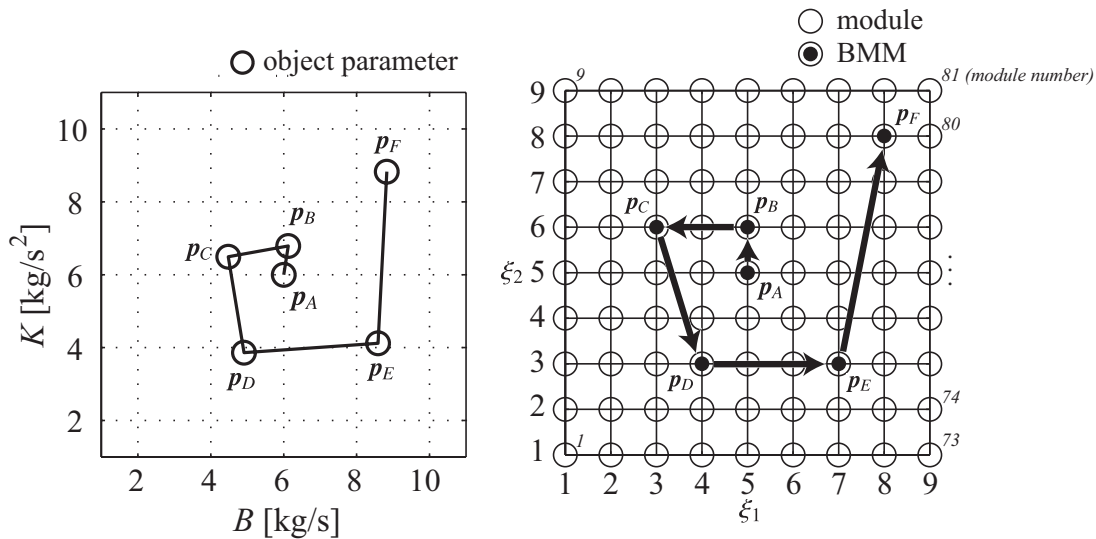 object parameter
10
8
6
4
2
K [kg/s²]
p_F
p_B
p_C
p_A
p_D
p_E
2 4 6 8 10
B [kg/s]
module
BMM
9 81 (module number)
9
8
7
6
5
4
3
2
1
ξ₂
p_F
80
p_C p_B
p_A
⋮
p_D p_E
74
1 73
1 2 3 4 5 6 7 8 9
ξ₁